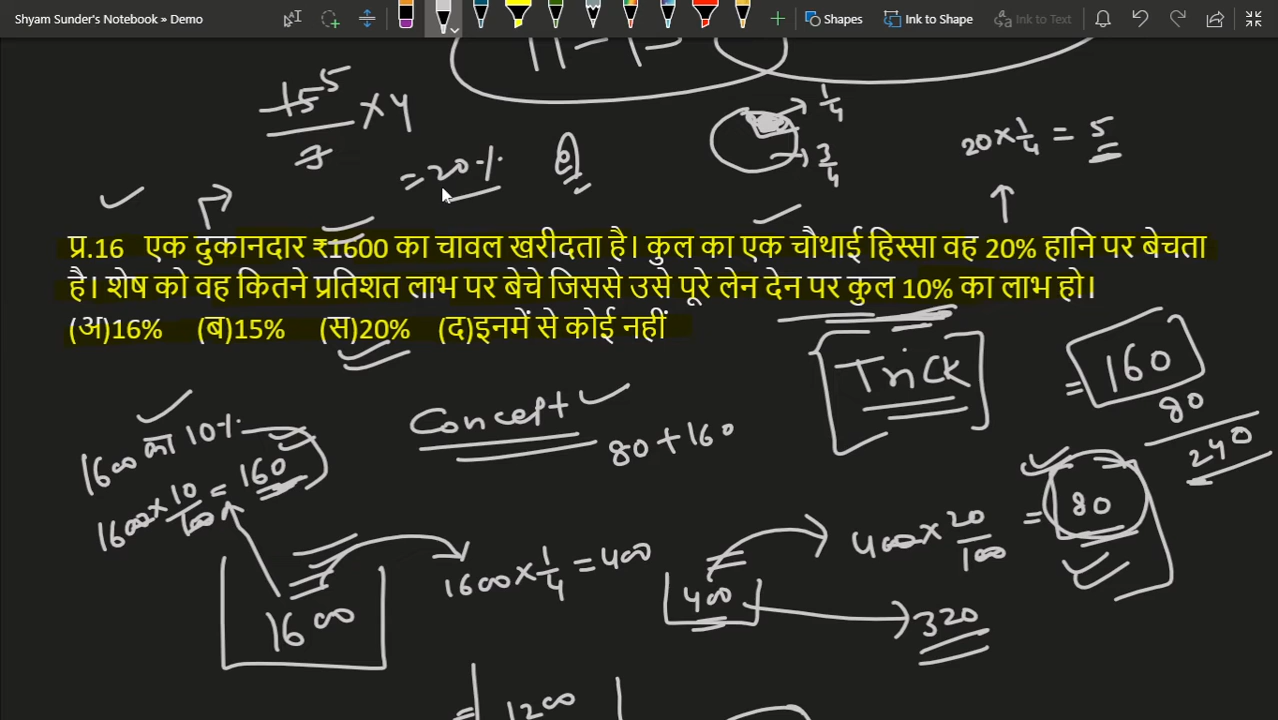 Shyam Sunder's Notebook » Demo
Shapes
Ink to Shape
Ink to Text
15 5
3
× 4
= 20%
1/4
3/4
20 × 1/4 = 5
प्र.16 एक दुकानदार ₹1600 का चावल खरीदता है। कुल का एक चौथाई हिस्सा वह 20% हानि पर बेचता
है। शेष को वह कितने प्रतिशत लाभ पर बेचे जिससे उसे पूरे लेन देन पर कुल 10% का लाभ हो।
(अ)16% (ब)15% (स)20% (द)इनमें से कोई नहीं
Trick
= 160
80
240
Concept
80 + 160
1600 का 10%
1600 × 10/100 = 160
1600
1600 × 1/4 = 400
400
400 × 20/100 = 80
320
= 1200